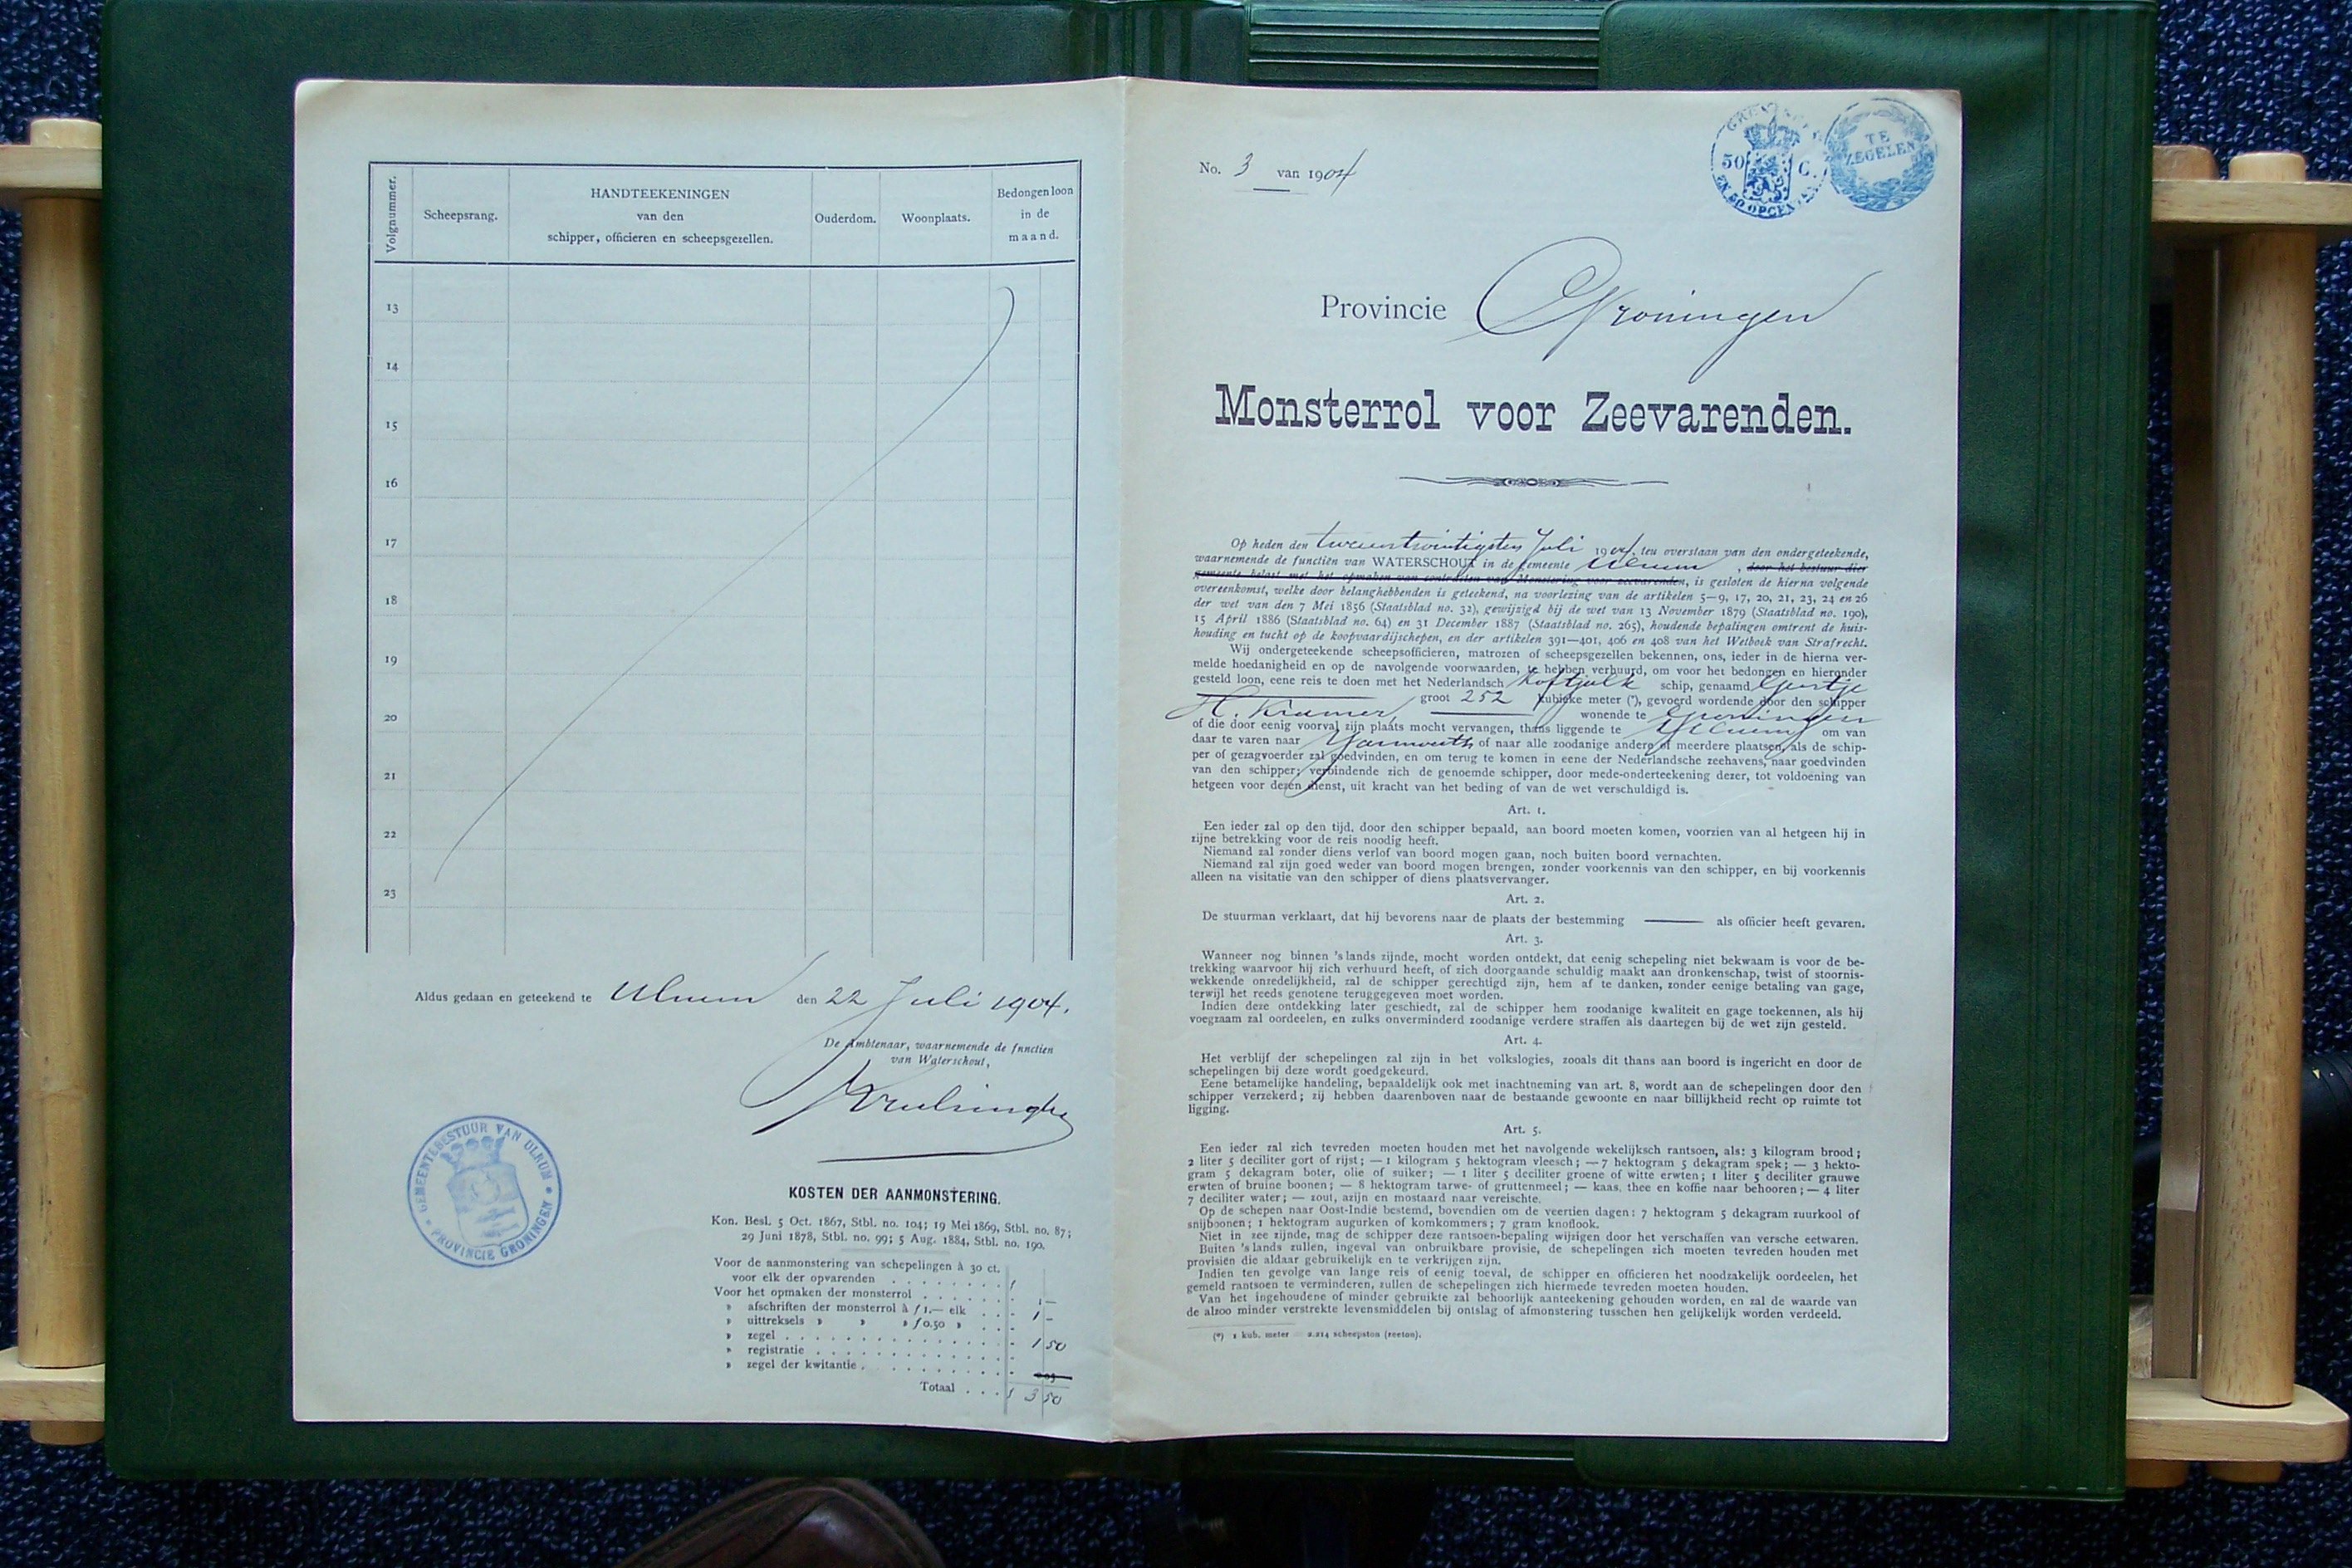 Volgnummer.
Scheepsrang.
HANDTEEKENINGEN
van den
schipper, officieren en scheepsgezellen.
Ouderdom.
Woonplaats.
Bedongen loon
in de
maand.
13
14
15
16
17
18
19
20
21
22
23
Aldus gedaan en geteekend te Ulrum den 22 Juli 1904.
De Ambtenaar, waarnemende de functien
van Waterschout,
GEMEENTEBESTUUR VAN ULRUM
PROVINCIE GRONINGEN
KOSTEN DER AANMONSTERING.
Kon. Besl. 5 Oct. 1867, Stbl. no. 104; 19 Mei 1869, Stbl. no. 87;
29 Juni 1878, Stbl. no. 99; 5 Aug. 1884, Stbl. no. 190.
Voor de aanmonstering van schepelingen à 30 ct.
voor elk der opvarenden . . . . . . . . f
Voor het opmaken der monsterrol . . . . . . - 1 —
» afschriften der monsterrol à f 1.— elk . . - 1 -
» uittreksels » » » f 0.50 » . . -
» zegel . . . . . . . . . . . . . . - 1 50
» registratie . . . . . . . . . . . . -
» zegel der kwitantie . . . . . . . . . -
Totaal . . . f 3 50
No. 3 van 1904
50 C.
TE
ZEGELEN
Provincie Groningen
Monsterrol voor Zeevarenden.
Op heden den tweeentwintigsten Juli 1904, ten overstaan van den ondergeteekende,
waarnemende de functiën van WATERSCHOUT in de gemeente Ulrum, door het bestuur dier
gemeente belast met het opmaken van contracten van Monstering voor zeevarenden, is gesloten de hierna volgende
overeenkomst, welke door belanghebbenden is geteekend, na voorlezing van de artikelen 5—9, 17, 20, 21, 23, 24 en 26
der wet van den 7 Mei 1856 (Staatsblad no. 32), gewijzigd bij de wet van 13 November 1879 (Staatsblad no. 190),
15 April 1886 (Staatsblad no. 64) en 31 December 1887 (Staatsblad no. 265), houdende bepalingen omtrent de huis-
houding en tucht op de koopvaardijschepen, en der artikelen 391—401, 406 en 408 van het Wetboek van Strafrecht.
Wij ondergeteekende scheepsofficieren, matrozen of scheepsgezellen bekennen, ons, ieder in de hierna ver-
melde hoedanigheid en op de navolgende voorwaarden, te hebben verhuurd, om voor het bedongen en hieronder
gesteld loon, eene reis te doen met het Nederlandsch Koftjalk schip, genaamd Geertje
groot 252 kubieke meter (*), gevoerd wordende door den schipper
H. Kramer, wonende te Groningen
of die door eenig voorval zijn plaats mocht vervangen, thans liggende te Ulrum om van
daar te varen naar Yarmouth of naar alle zoodanige andere of meerdere plaatsen, als de schip-
per of gezagvoerder zal goedvinden, en om terug te komen in eene der Nederlandsche zeehavens, naar goedvinden
van den schipper; verbindende zich de genoemde schipper, door mede-onderteekening dezer, tot voldoening van
hetgeen voor dezen dienst, uit kracht van het beding of van de wet verschuldigd is.
Art. 1.
Een ieder zal op den tijd, door den schipper bepaald, aan boord moeten komen, voorzien van al hetgeen hij in
zijne betrekking voor de reis noodig heeft.
Niemand zal zonder diens verlof van boord mogen gaan, noch buiten boord vernachten.
Niemand zal zijn goed weder van boord mogen brengen, zonder voorkennis van den schipper, en bij voorkennis
alleen na visitatie van den schipper of diens plaatsvervanger.
Art. 2.
De stuurman verklaart, dat hij bevorens naar de plaats der bestemming —— als officier heeft gevaren.
Art. 3.
Wanneer nog binnen 's lands zijnde, mocht worden ontdekt, dat eenig schepeling niet bekwaam is voor de be-
trekking waarvoor hij zich verhuurd heeft, of zich doorgaande schuldig maakt aan dronkenschap, twist of stoornis-
wekkende onzedelijkheid, zal de schipper gerechtigd zijn, hem af te danken, zonder eenige betaling van gage,
terwijl het reeds genotene teruggegeven moet worden.
Indien deze ontdekking later geschiedt, zal de schipper hem zoodanige kwaliteit en gage toekennen, als hij
voegzaam zal oordeelen, en zulks onverminderd zoodanige verdere straffen als daartegen bij de wet zijn gesteld.
Art. 4.
Het verblijf der schepelingen zal zijn in het volkslogies, zooals dit thans aan boord is ingericht en door de
schepelingen bij deze wordt goedgekeurd.
Eene betamelijke handeling, bepaaldelijk ook met inachtneming van art. 8, wordt aan de schepelingen door den
schipper verzekerd; zij hebben daarenboven naar de bestaande gewoonte en naar billijkheid recht op ruimte tot
ligging.
Art. 5.
Een ieder zal zich tevreden moeten houden met het navolgende wekelijksch rantsoen, als: 3 kilogram brood;
2 liter 5 deciliter gort of rijst; — 1 kilogram 5 hektogram vleesch; — 7 hektogram 5 dekagram spek; — 3 hekto-
gram 5 dekagram boter, olie of suiker; — 1 liter 5 deciliter groene of witte erwten; 1 liter 5 deciliter grauwe
erwten of bruine boonen; — 8 hektogram tarwe- of gruttenmeel; — kaas, thee en koffie naar behooren; — 4 liter
7 deciliter water; — zout, azijn en mostaard naar vereischte.
Op de schepen naar Oost-Indie bestemd, bovendien om de veertien dagen: 7 hektogram 5 dekagram zuurkool of
snijboonen; 1 hektogram augurken of komkommers; 7 gram knoflook.
Niet in zee zijnde, mag de schipper deze rantsoen-bepaling wijzigen door het verschaffen van versche eetwaren.
Buiten 's lands zullen, ingeval van onbruikbare provisie, de schepelingen zich moeten tevreden houden met
provisiën die aldaar gebruikelijk en te verkrijgen zijn.
Indien ten gevolge van lange reis of eenig toeval, de schipper en officieren het noodzakelijk oordeelen, het
gemeld rantsoen te verminderen, zullen de schepelingen zich hiermede tevreden moeten houden.
Van het ingehoudene of minder gebruikte zal behoorlijk aanteekening gehouden worden, en zal de waarde van
de alzoo minder verstrekte levensmiddelen bij ontslag of afmonstering tusschen hen gelijkelijk worden verdeeld.
(*) 1 kub. meter = 2.214 scheepston (zeeton).